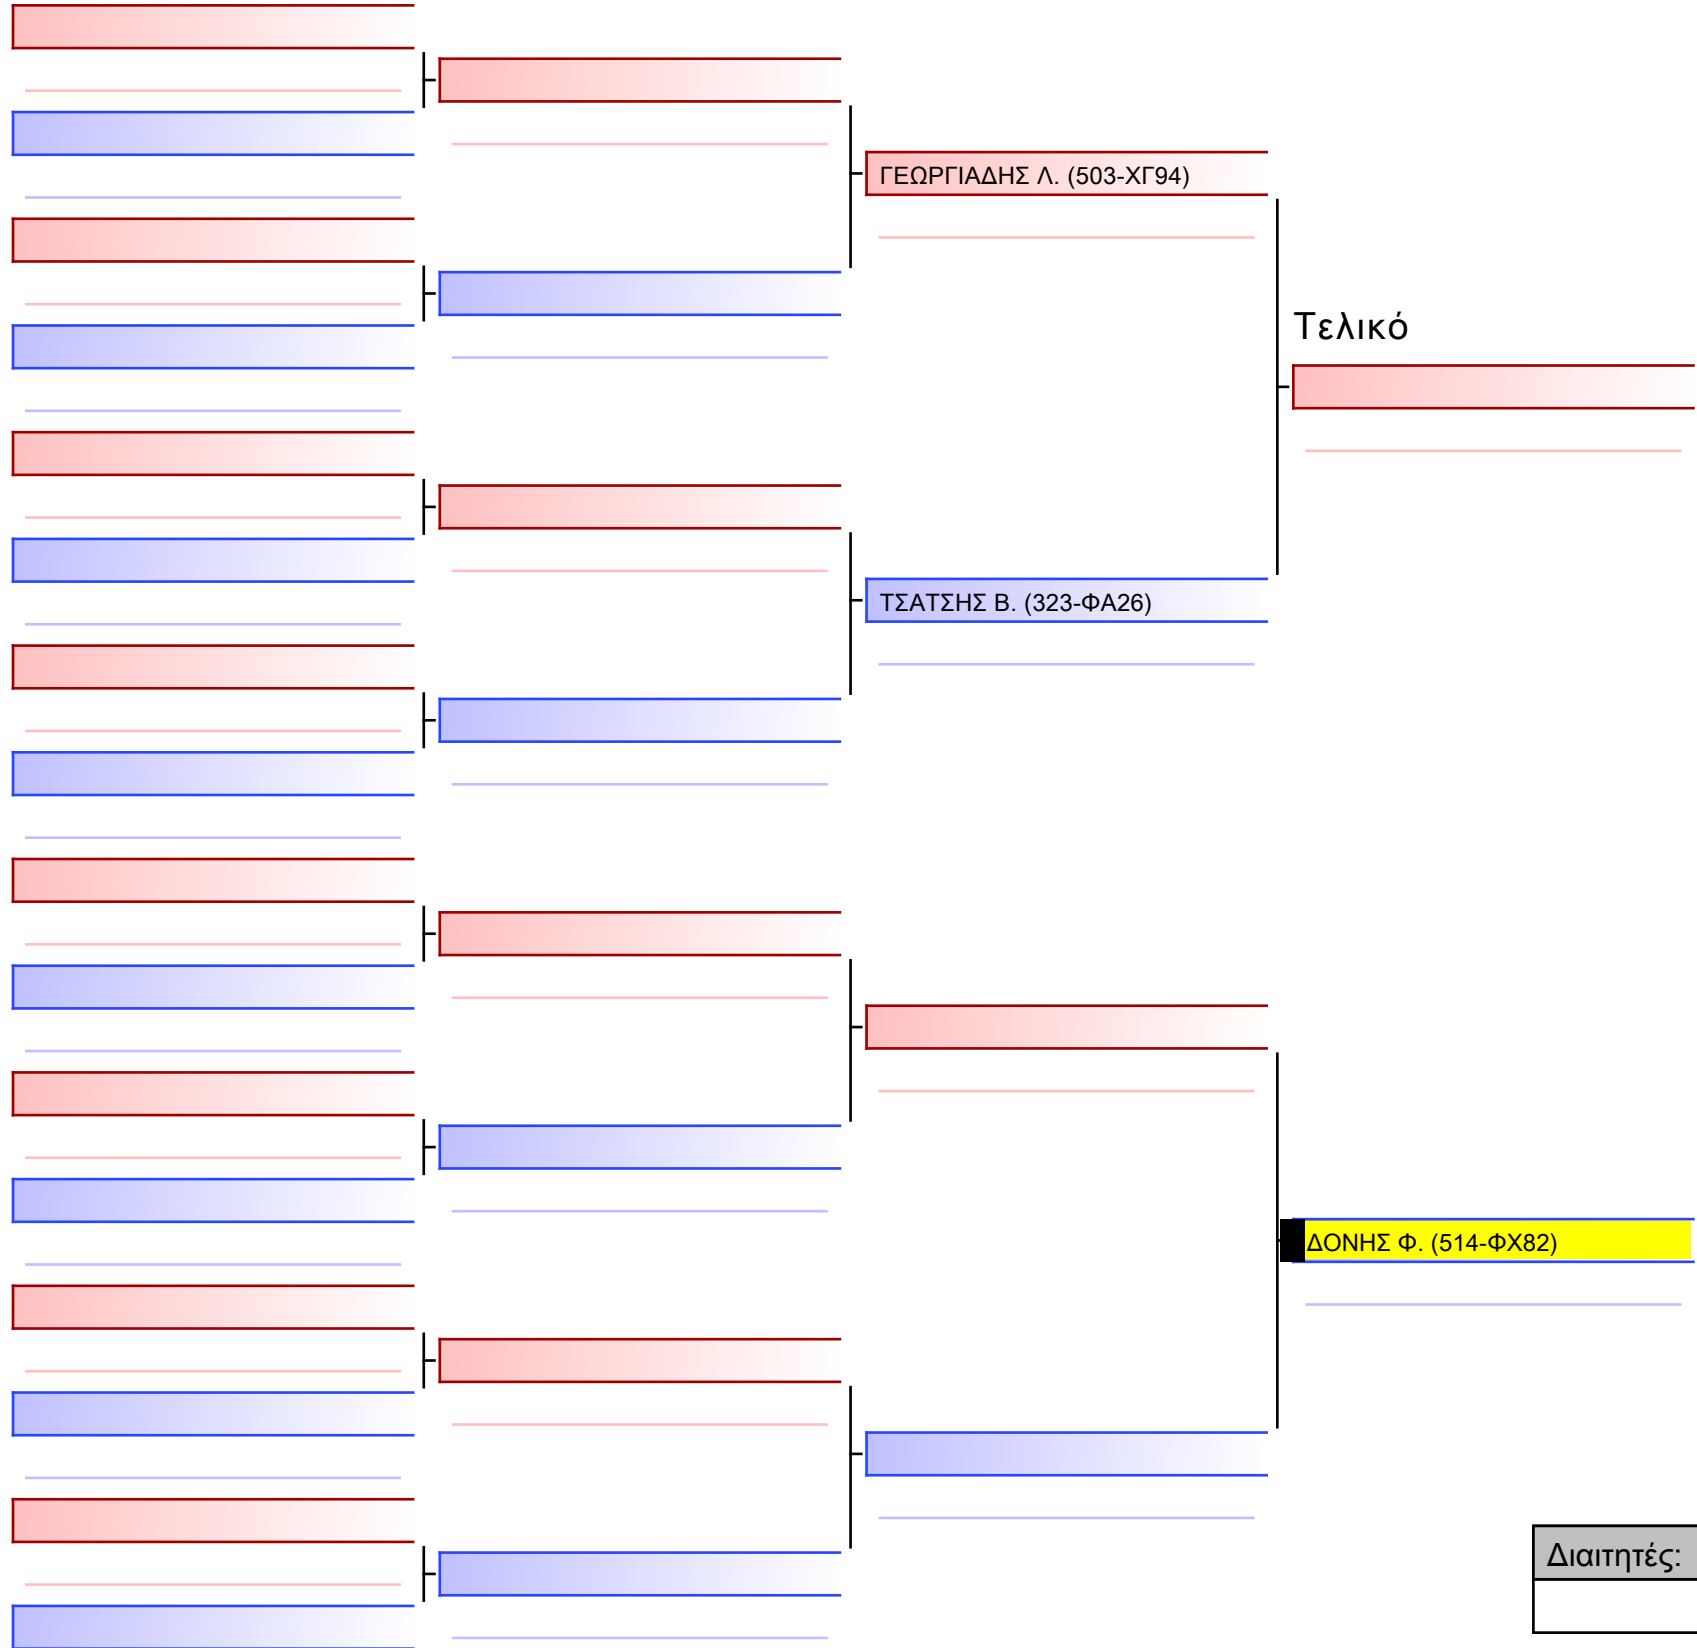 ΓΕΩΡΓΙΑΔΗΣ Λ. (503-ΧΓ94)
Τελικό
ΤΣΑΤΣΗΣ Β. (323-ΦΑ26)
ΔΟΝΗΣ Φ. (514-ΦΧ82)
Διαιτητές: